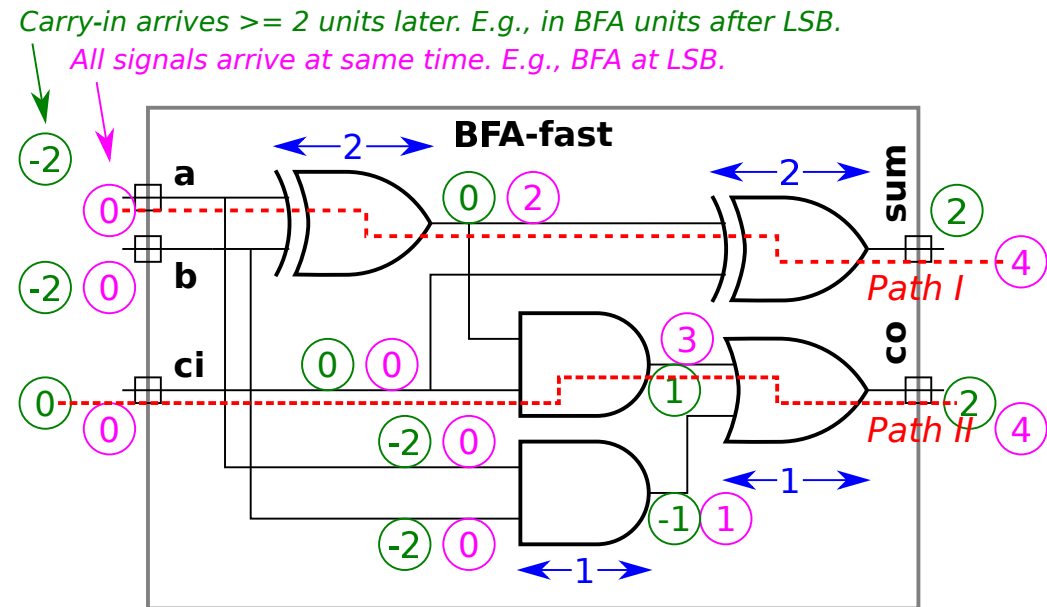 Carry-in arrives >= 2 units later. E.g., in BFA units after LSB.
All signals arrive at same time. E.g., BFA at LSB.
BFA-fast
2
2
sum
-2
a
0
0
2
2
4
b
-2
0
Path I
3
co
ci
0
0
1
0
0
2
4
Path II
-2
0
1
-2
0
-1
1
1